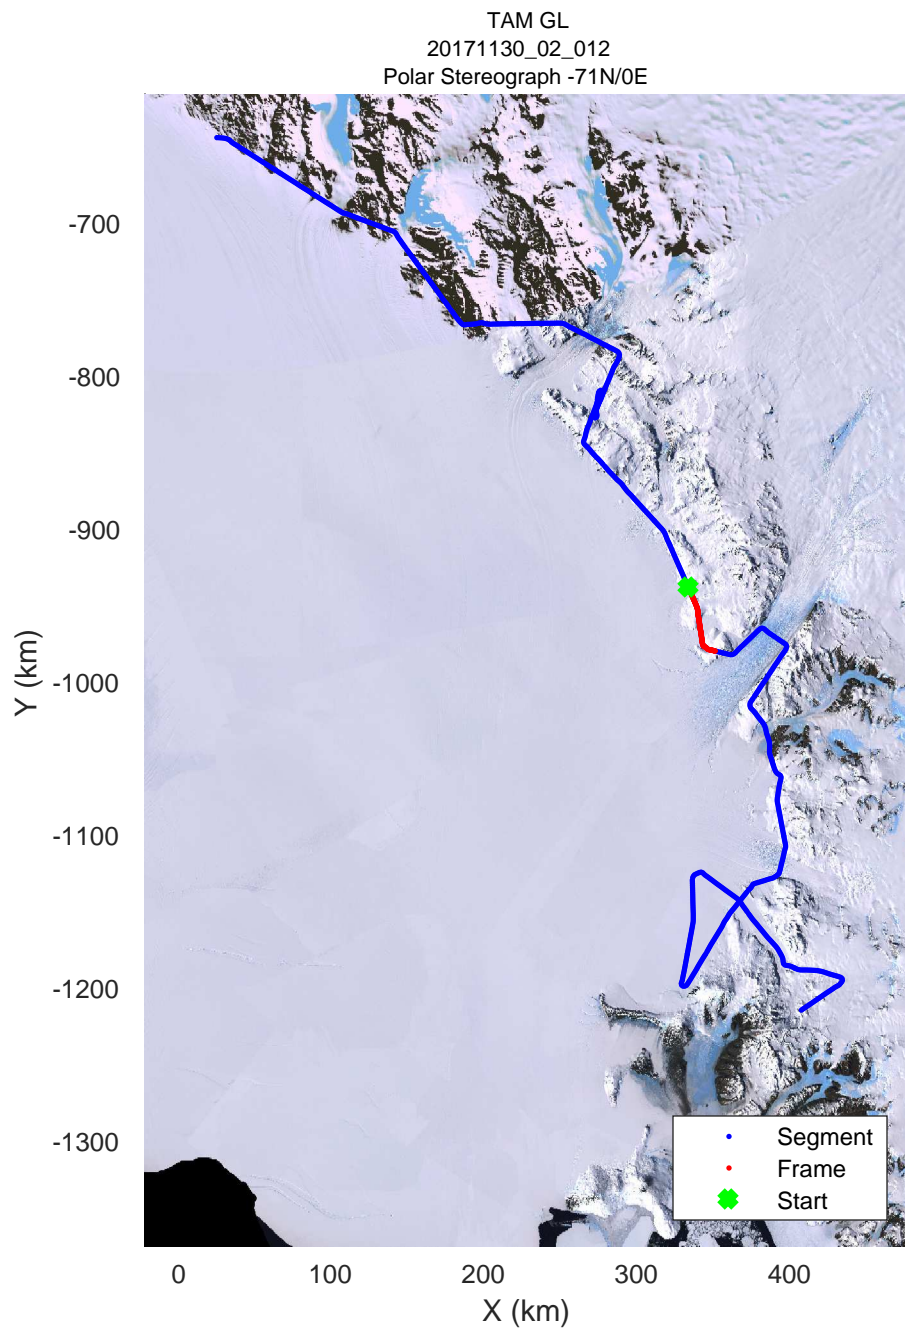 TAM GL
20171130_02_012
Polar Stereograph -71N/0E
-700
-800
-900
-1000
-1100
-1200
-1300
Y (km)
0 100 200 300 400
X (km)
Segment
Frame
Start